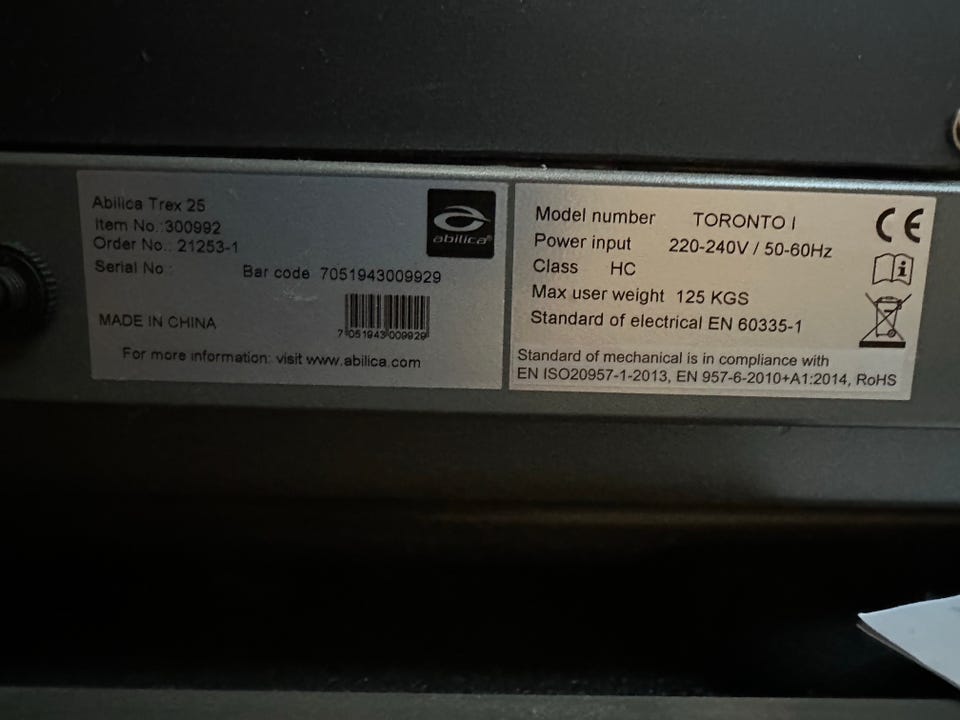 Abilica Trex 25
Item No.:300992
Order No.: 21253-1
Serial No :
Bar code 7051943009929
abilica®
7 051943 009929
MADE IN CHINA
For more information: visit www.abilica.com
Model number TORONTO I
Power input 220-240V / 50-60Hz
Class HC
Max user weight 125 KGS
Standard of electrical EN 60335-1
CE
Standard of mechanical is in compliance with
EN ISO20957-1-2013, EN 957-6-2010+A1:2014, RoHS